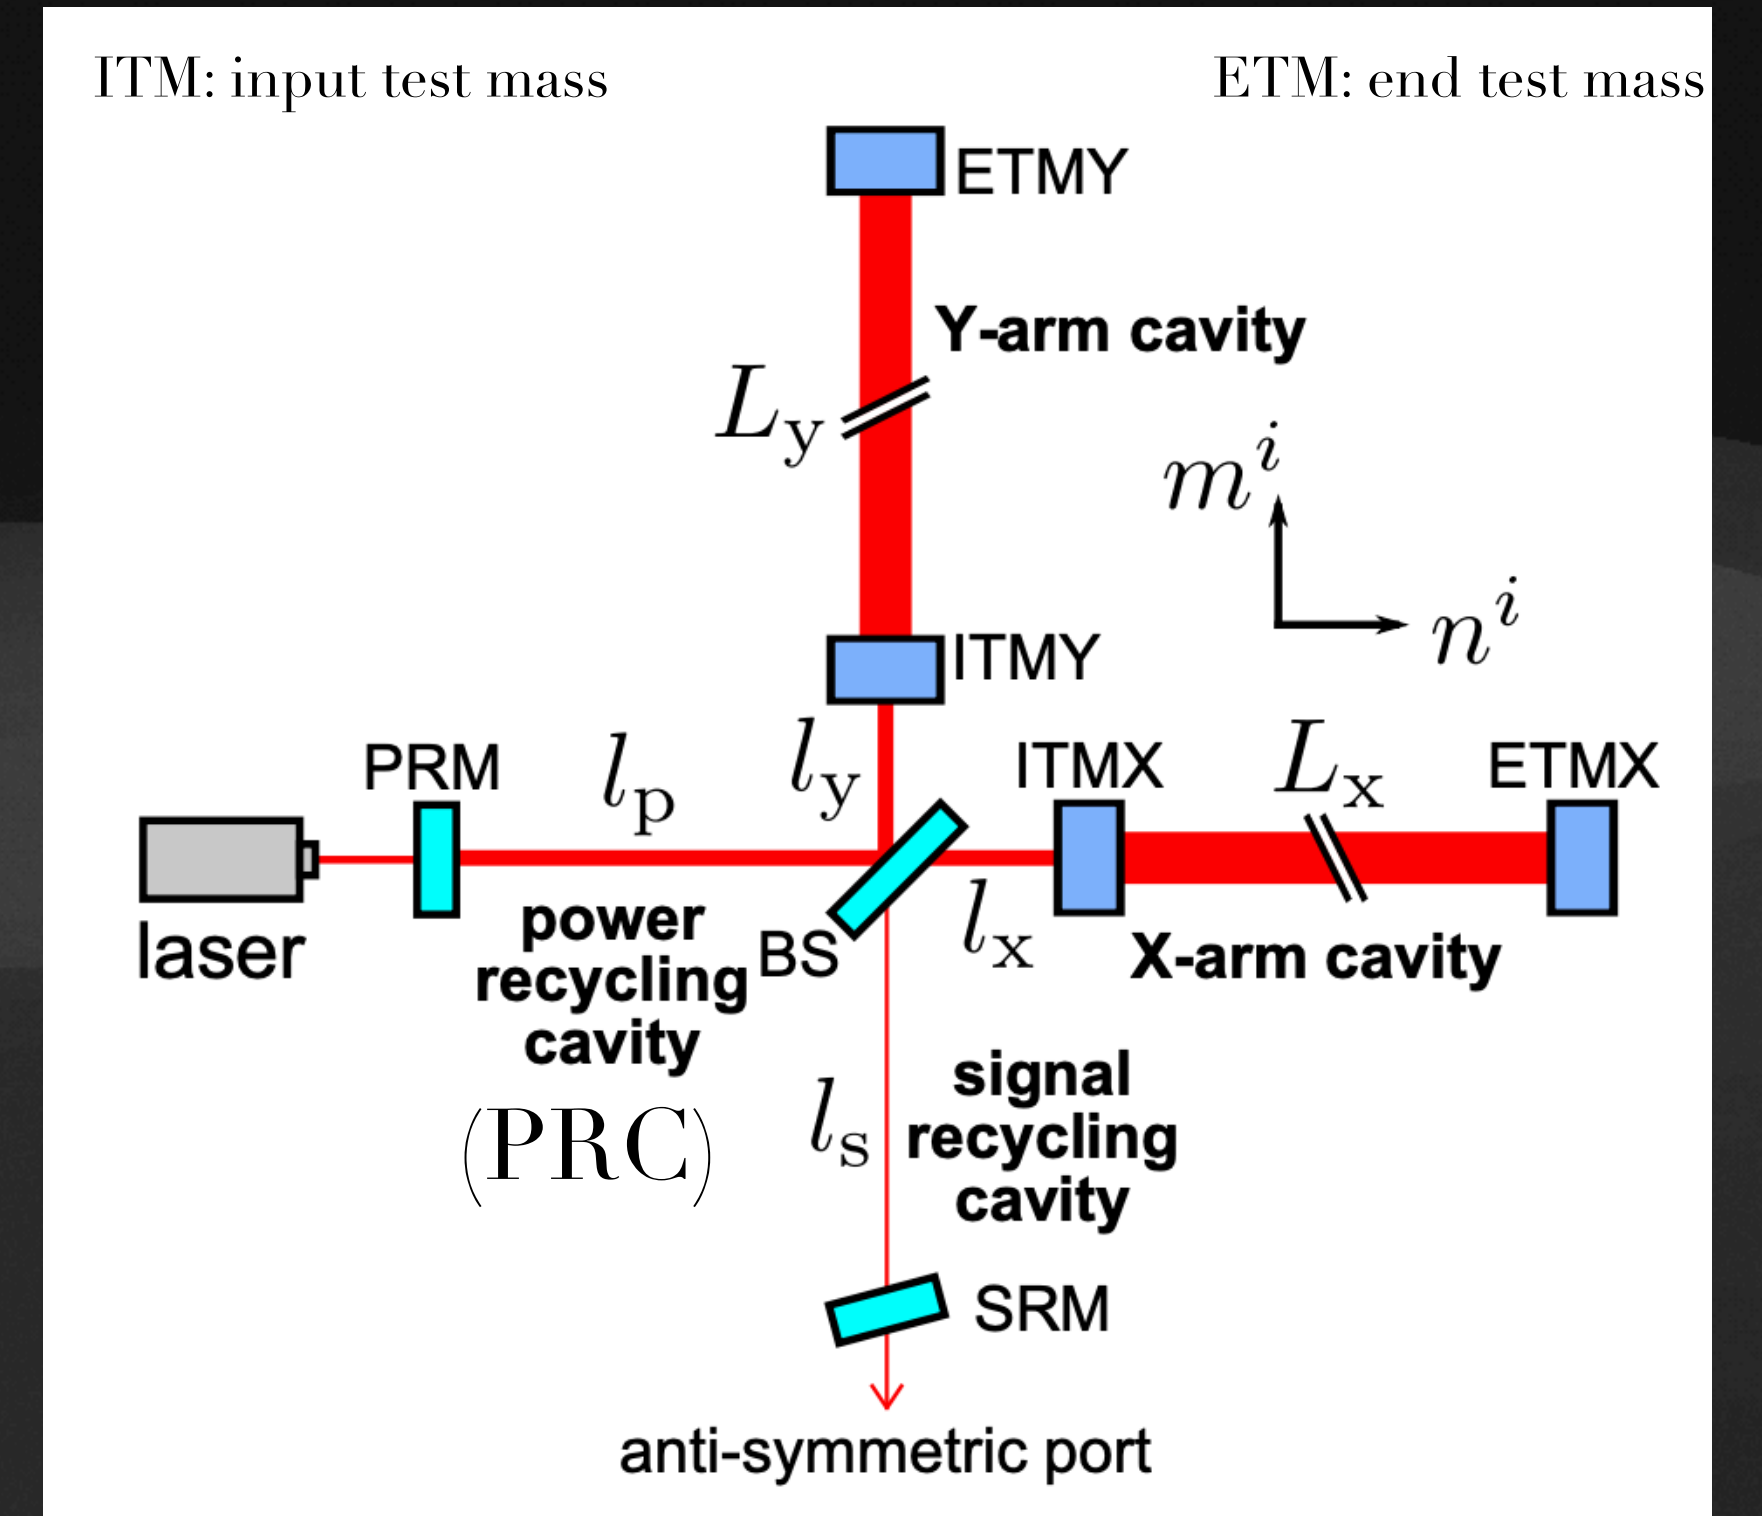 ITM: input test mass
ETM: end test mass
ETMY
Y-arm cavity
L_y
m^i
n^i
ITMY
l_y
PRM
l_p
ITMX
L_x
ETMX
laser
power
recycling
cavity
(PRC)
BS
l_x
X-arm cavity
l_s
signal
recycling
cavity
SRM
anti-symmetric port